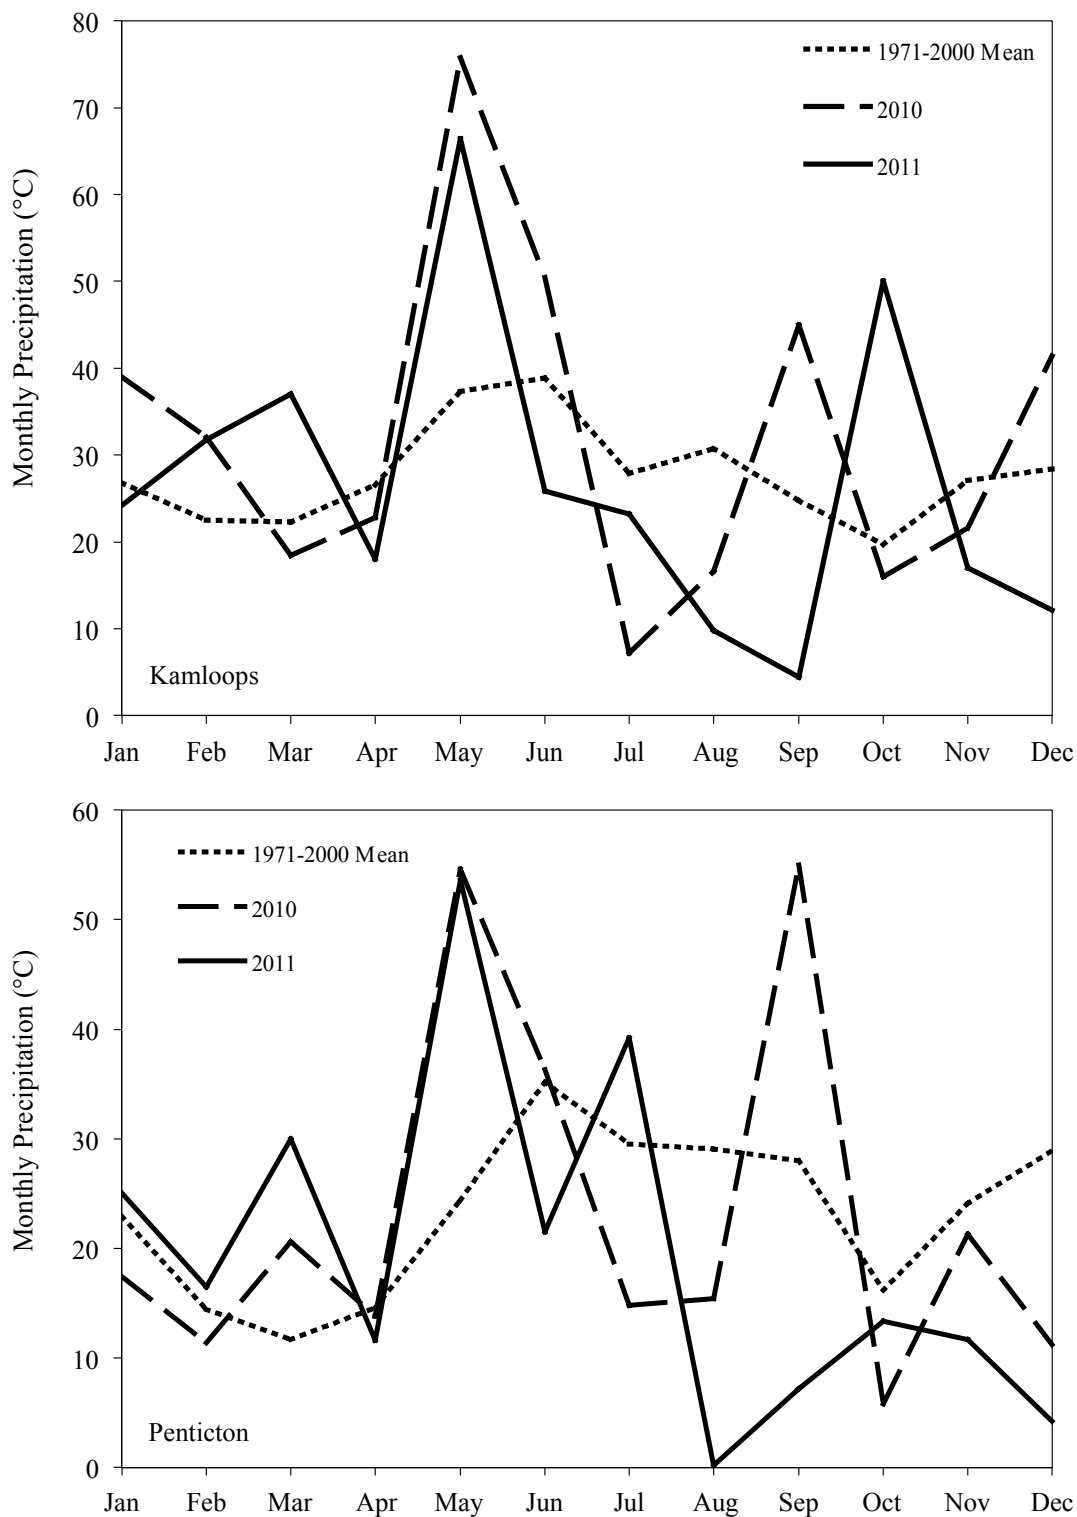 80
1971-2000 Mean
70
2010
60
2011
50
40
30
20
10
0
Monthly Precipitation (°C)
Kamloops
Jan Feb Mar Apr May Jun Jul Aug Sep Oct Nov Dec
60
1971-2000 Mean
50
2010
2011
40
30
20
10
0
Monthly Precipitation (°C)
Penticton
Jan Feb Mar Apr May Jun Jul Aug Sep Oct Nov Dec